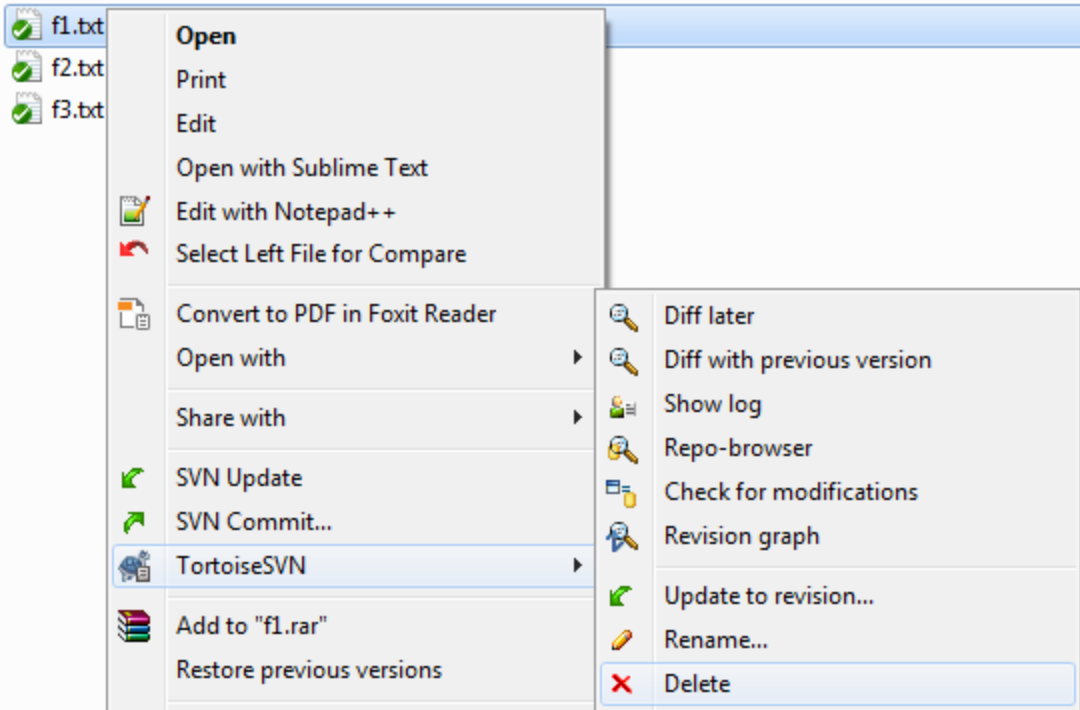 f1.txt
f2.txt
f3.txt
Open
Print
Edit
Open with Sublime Text
Edit with Notepad++
Select Left File for Compare
Convert to PDF in Foxit Reader
Open with
Share with
SVN Update
SVN Commit...
TortoiseSVN
Add to "f1.rar"
Restore previous versions
Diff later
Diff with previous version
Show log
Repo-browser
Check for modifications
Revision graph
Update to revision...
Rename...
Delete